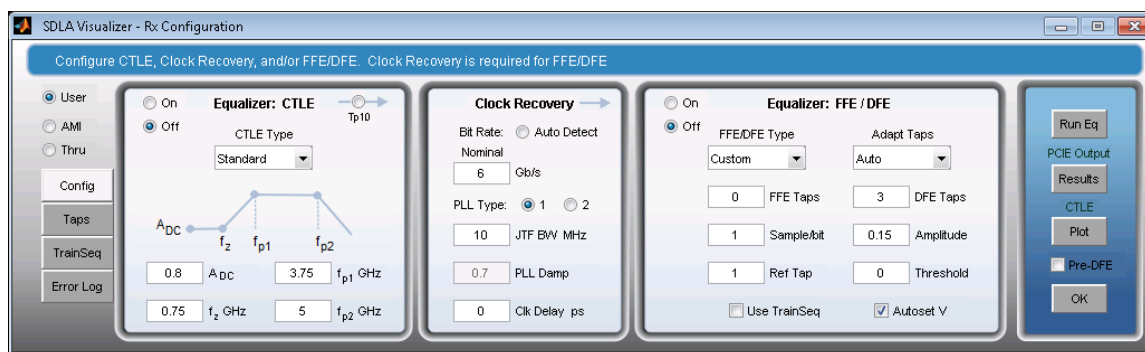 SDLA Visualizer - Rx Configuration
Configure CTLE, Clock Recovery, and/or FFE/DFE. Clock Recovery is required for FFE/DFE
User
AMI
Thru
Config
Taps
TrainSeq
Error Log
On
Off
Equalizer: CTLE
Tp10
CTLE Type
Standard
ADC
fz
fp1
fp2
0.8 ADC 3.75 fp1 GHz
0.75 fz GHz 5 fp2 GHz
Clock Recovery
Bit Rate: Auto Detect
Nominal
6 Gb/s
PLL Type: 1 2
10 JTF BW MHz
0.7 PLL Damp
0 Clk Delay ps
On
Off
Equalizer: FFE / DFE
FFE/DFE Type Adapt Taps
Custom Auto
0 FFE Taps 3 DFE Taps
1 Sample/bit 0.15 Amplitude
1 Ref Tap 0 Threshold
Use TrainSeq Autoset V
Run Eq
PCIE Output
Results
CTLE
Plot
Pre-DFE
OK